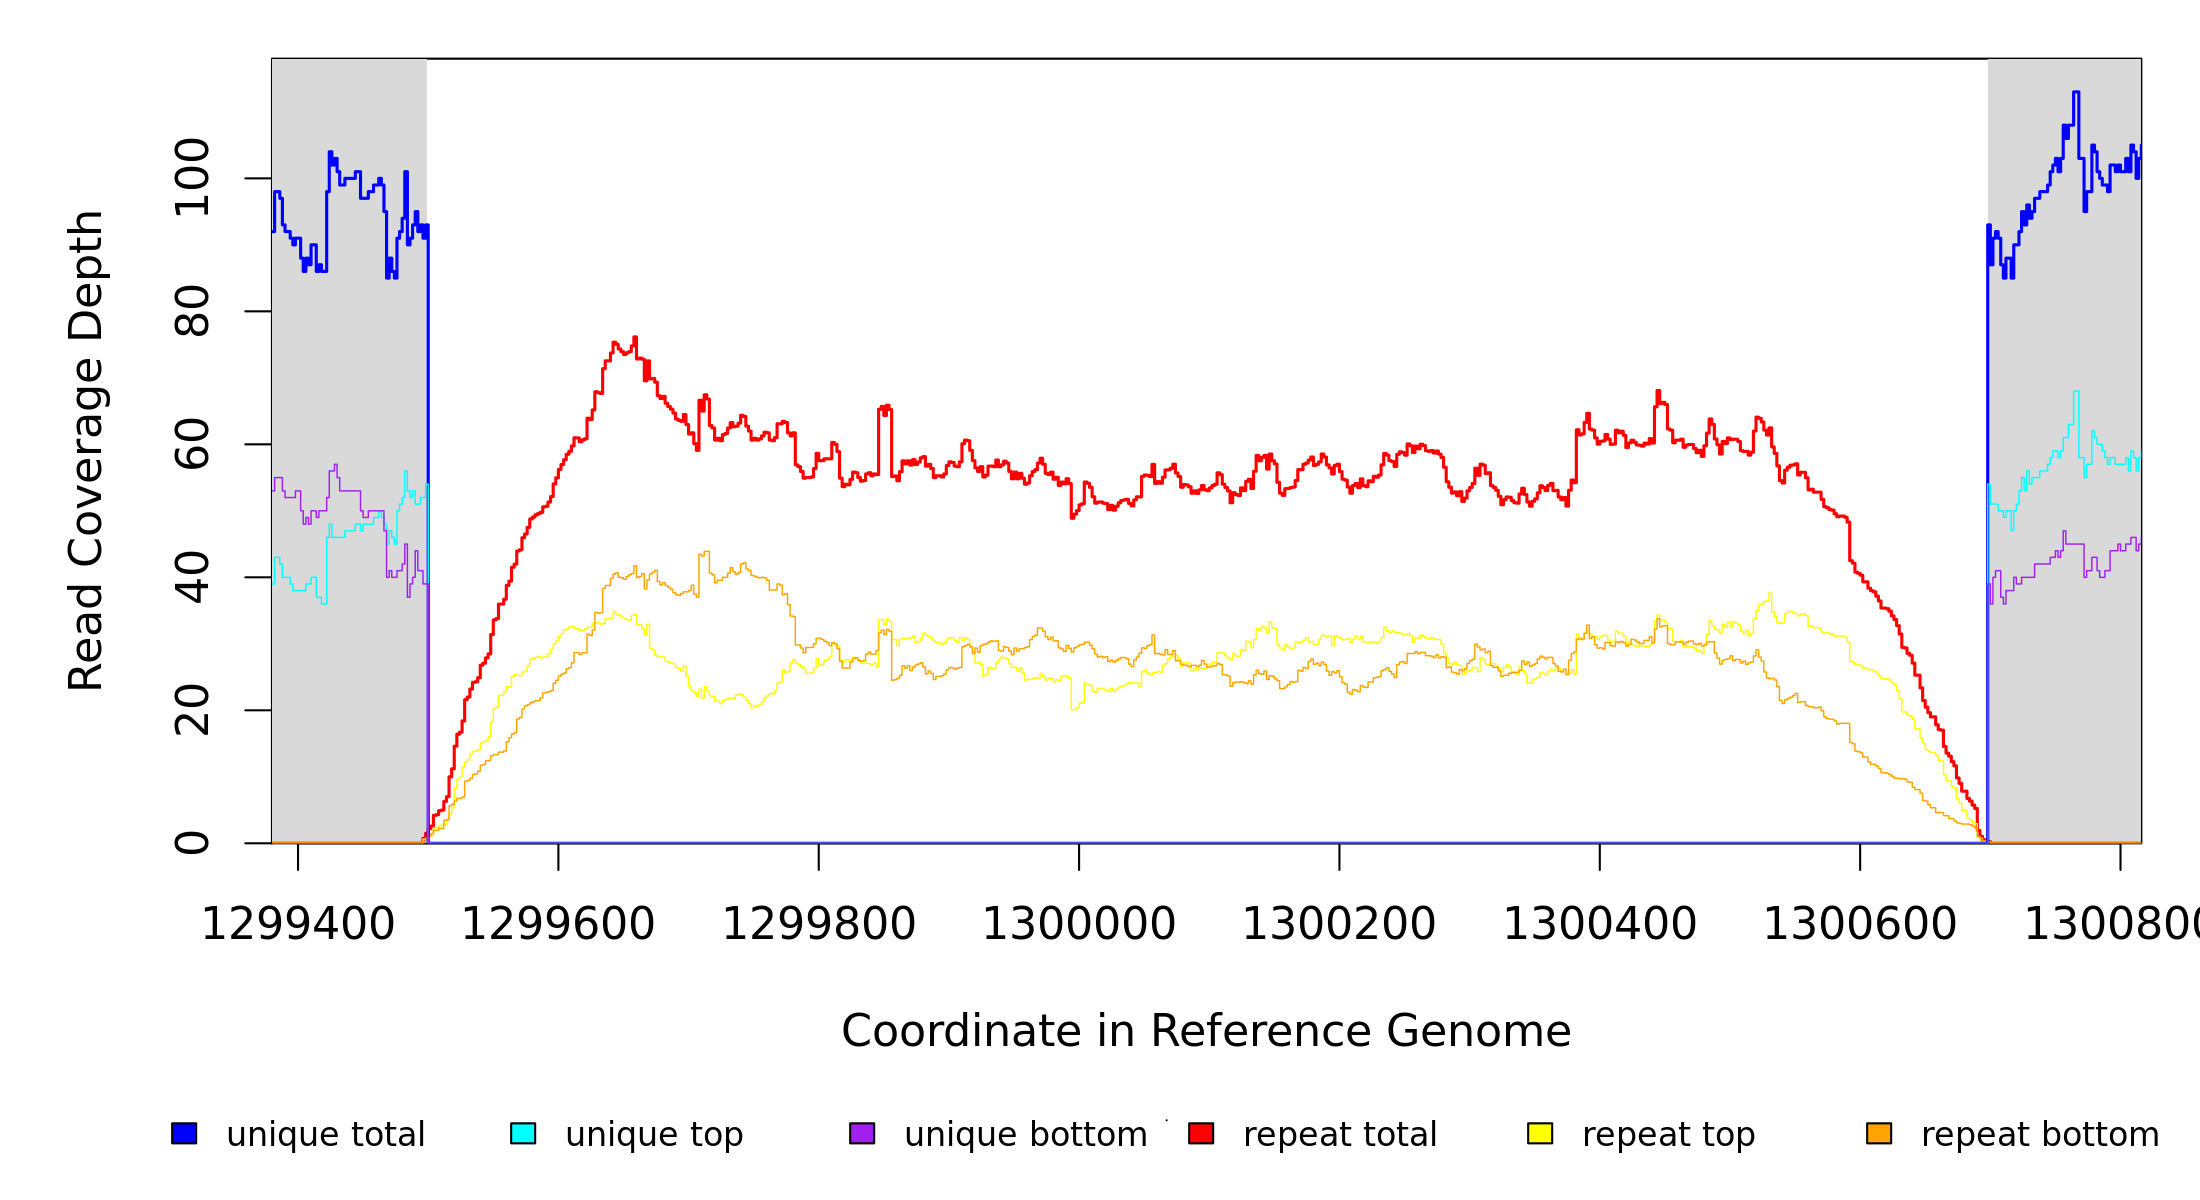 Read Coverage Depth
100
80
60
40
20
0
1299400 1299600 1299800 1300000 1300200 1300400 1300600 1300800
Coordinate in Reference Genome
unique total unique top unique bottom repeat total repeat top repeat bottom